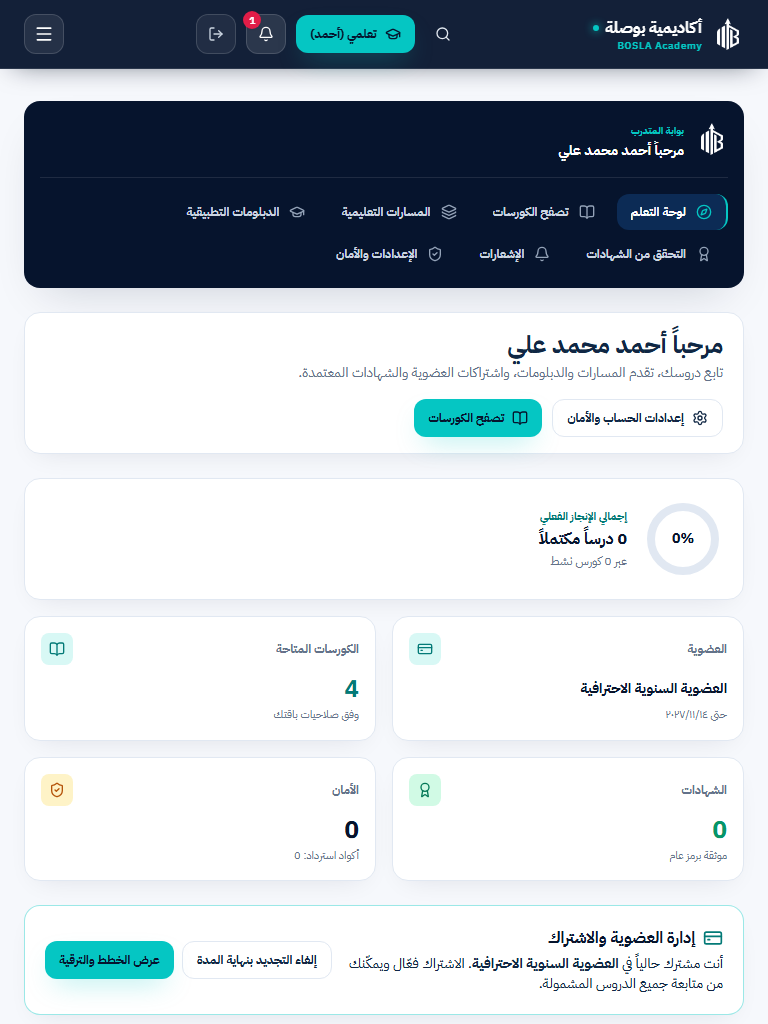 أكاديمية بوصلة
BOSLA Academy
تعلمي (أحمد)
1
بوابة المتدرب
مرحباً أحمد محمد علي
لوحة التعلم
تصفح الكورسات
المسارات التعليمية
الدبلومات التطبيقية
التحقق من الشهادات
الإشعارات
الإعدادات والأمان
مرحباً أحمد محمد علي
تابع دروسك، تقدم المسارات والدبلومات، واشتراكات العضوية والشهادات المعتمدة.
إعدادات الحساب والأمان
تصفح الكورسات
0%
إجمالي الإنجاز الفعلي
0 درساً مكتملاً
عبر 0 كورس نشط
العضوية
العضوية السنوية الاحترافية
حتى ١٤‏/١١‏/٢٠٢٧
الكورسات المتاحة
4
وفق صلاحيات باقتك
الشهادات
0
موثقة برمز عام
الأمان
0
أكواد استرداد: 0
إدارة العضوية والاشتراك
أنت مشترك حالياً في العضوية السنوية الاحترافية. الاشتراك فعّال ويمكّنك
من متابعة جميع الدروس المشمولة.
إلغاء التجديد بنهاية المدة
عرض الخطط والترقية